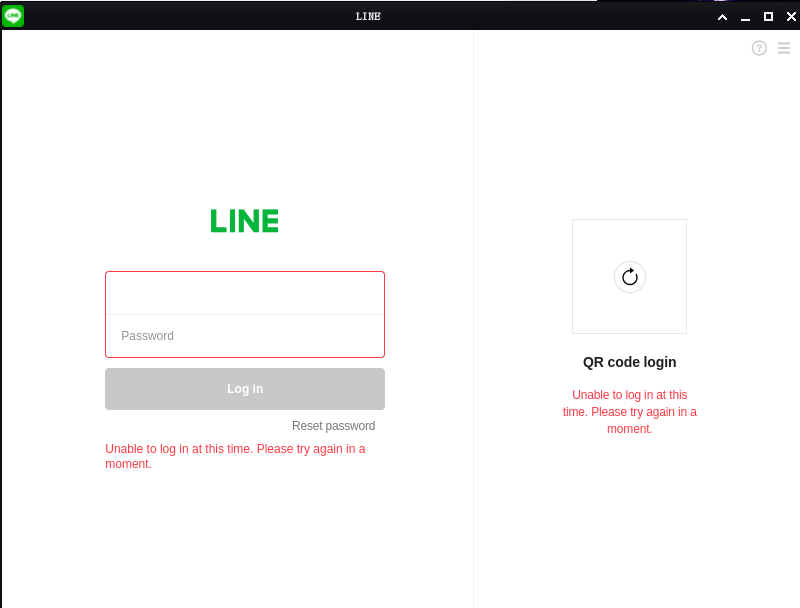 LINE
LINE
?
LINE
Password
Log in
Reset password
Unable to log in at this time. Please try again in a
moment.
QR code login
Unable to log in at this
time. Please try again in a
moment.